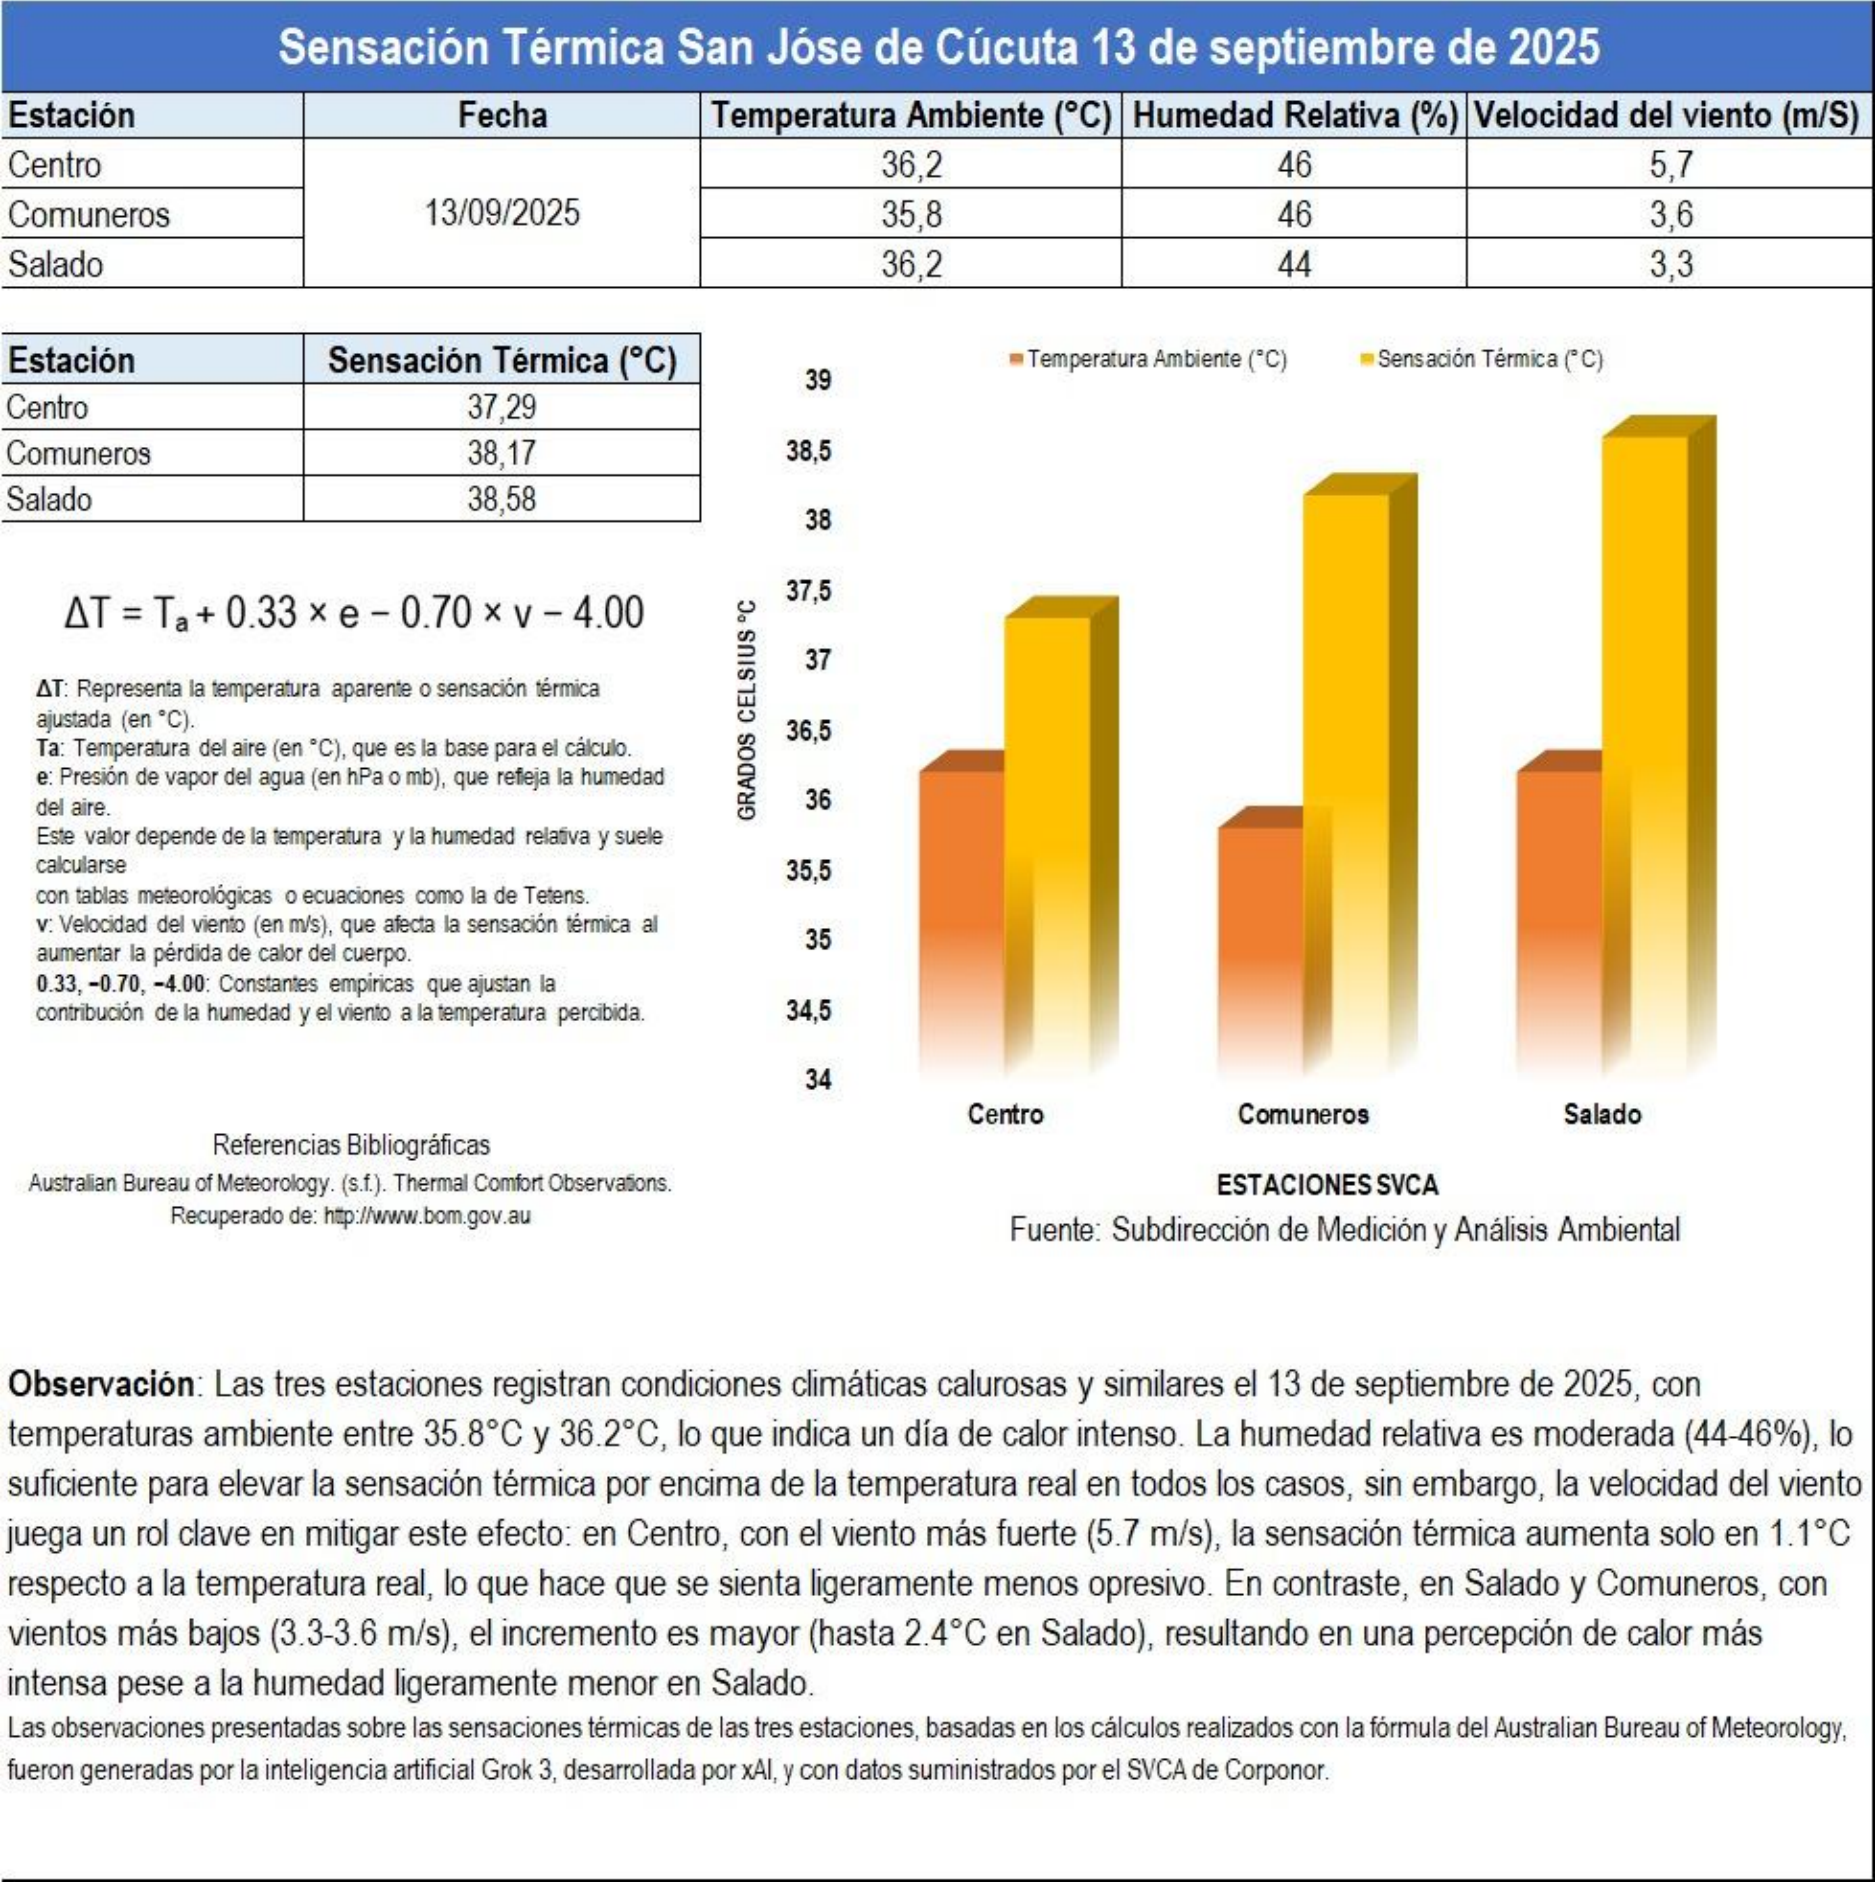 Sensación Térmica San Jóse de Cúcuta 13 de septiembre de 2025
Estación Fecha Temperatura Ambiente (°C) Humedad Relativa (%) Velocidad del viento (m/S)
Centro 36,2 46 5,7
Comuneros 13/09/2025 35,8 46 3,6
Salado 36,2 44 3,3
Estación Sensación Térmica (°C)
Centro 37,29
Comuneros 38,17
Salado 38,58
ΔT = Ta + 0.33 × e − 0.70 × v − 4.00
ΔT: Representa la temperatura aparente o sensación térmica
ajustada (en °C).
Ta: Temperatura del aire (en °C), que es la base para el cálculo.
e: Presión de vapor del agua (en hPa o mb), que refleja la humedad
del aire.
Este valor depende de la temperatura y la humedad relativa y suele
calcularse
con tablas meteorológicas o ecuaciones como la de Tetens.
v: Velocidad del viento (en m/s), que afecta la sensación térmica al
aumentar la pérdida de calor del cuerpo.
0.33, −0.70, −4.00: Constantes empíricas que ajustan la
contribución de la humedad y el viento a la temperatura percibida.
Referencias Bibliográficas
Australian Bureau of Meteorology. (s.f.). Thermal Comfort Observations.
Recuperado de: http://www.bom.gov.au
Temperatura Ambiente (°C) Sensación Térmica (°C)
39
38,5
38
37,5
37
36,5
36
35,5
35
34,5
34
GRADOS CELSIUS °C
Centro Comuneros Salado
ESTACIONES SVCA
Fuente: Subdirección de Medición y Análisis Ambiental
Observación: Las tres estaciones registran condiciones climáticas calurosas y similares el 13 de septiembre de 2025, con
temperaturas ambiente entre 35.8°C y 36.2°C, lo que indica un día de calor intenso. La humedad relativa es moderada (44-46%), lo
suficiente para elevar la sensación térmica por encima de la temperatura real en todos los casos, sin embargo, la velocidad del viento
juega un rol clave en mitigar este efecto: en Centro, con el viento más fuerte (5.7 m/s), la sensación térmica aumenta solo en 1.1°C
respecto a la temperatura real, lo que hace que se sienta ligeramente menos opresivo. En contraste, en Salado y Comuneros, con
vientos más bajos (3.3-3.6 m/s), el incremento es mayor (hasta 2.4°C en Salado), resultando en una percepción de calor más
intensa pese a la humedad ligeramente menor en Salado.
Las observaciones presentadas sobre las sensaciones térmicas de las tres estaciones, basadas en los cálculos realizados con la fórmula del Australian Bureau of Meteorology,
fueron generadas por la inteligencia artificial Grok 3, desarrollada por xAI, y con datos suministrados por el SVCA de Corponor.